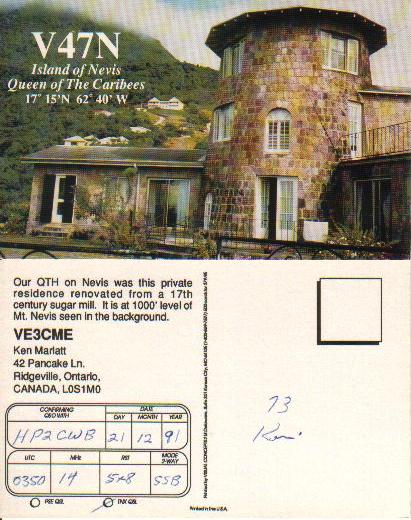 V47N
Island of Nevis
Queen of The Caribees
17° 15'N 62° 40' W
Our QTH on Nevis was this private
residence renovated from a 17th
century sugar mill. It is at 1000' level of
Mt. Nevis seen in the background.
VE3CME
Ken Marlatt
42 Pancake Ln.
Ridgeville, Ontario,
CANADA, L0S1M0
CONFIRMING
QSO WITH
DATE
DAY MONTH YEAR
HP2CWB 21 12 91
UTC MHz RST MODE
2-WAY
0350 14 5x8 SSB
PSE QSL TNX QSL
73
Ken
Printed in the U.S.A.